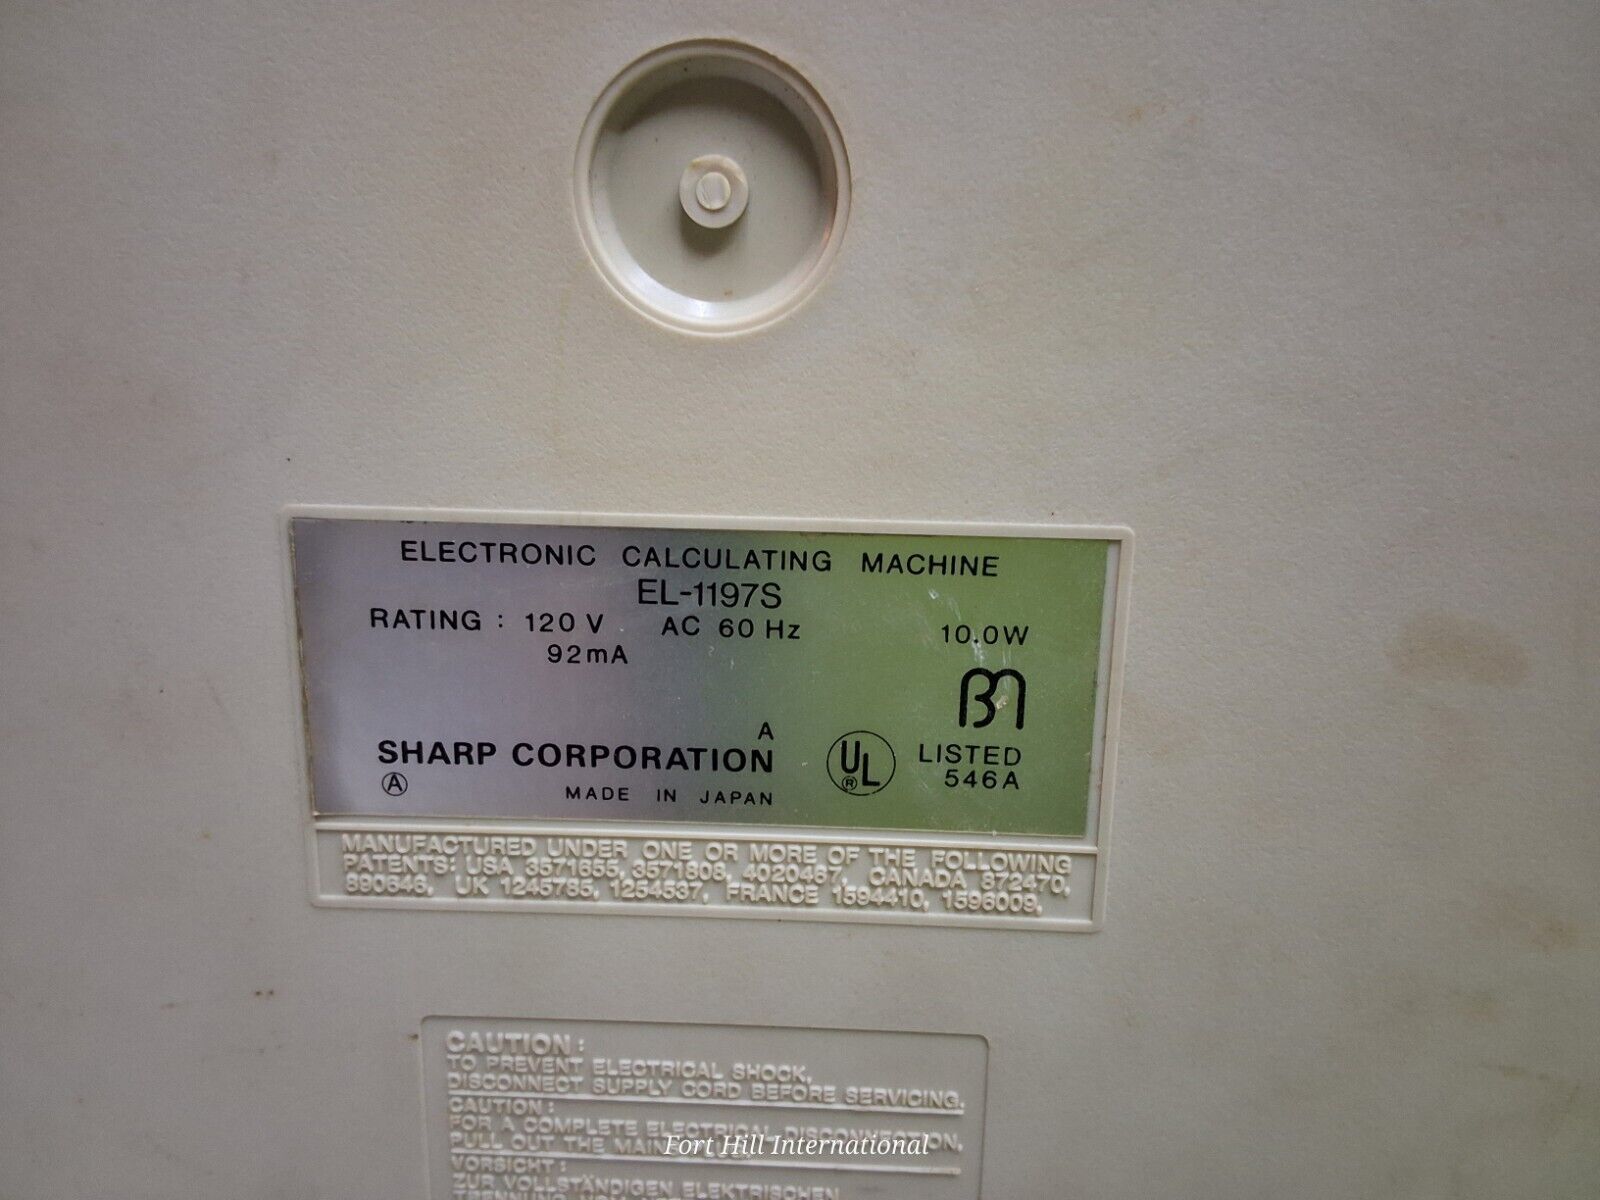 ELECTRONIC CALCULATING MACHINE
EL-1197S
RATING : 120 V AC 60 Hz 10.0W
92mA
A
SHARP CORPORATION
UL
®
LISTED
546A
A
MADE IN JAPAN
MANUFACTURED UNDER ONE OR MORE OF THE FOLLOWING
PATENTS: USA 3571655, 3571808, 4020467, CANADA 872470,
890646, UK 1245785, 1254537, FRANCE 1594410, 1596009,
CAUTION :
TO PREVENT ELECTRICAL SHOCK,
DISCONNECT SUPPLY CORD BEFORE SERVICING.
CAUTION :
FOR A COMPLETE ELECTRICAL DISCONNECTION,
PULL OUT THE
Fort Hill International
VORSICHT :
ZUR VOLLSTÄNDIGEN ELEKTRISCHEN
TRENNUNG